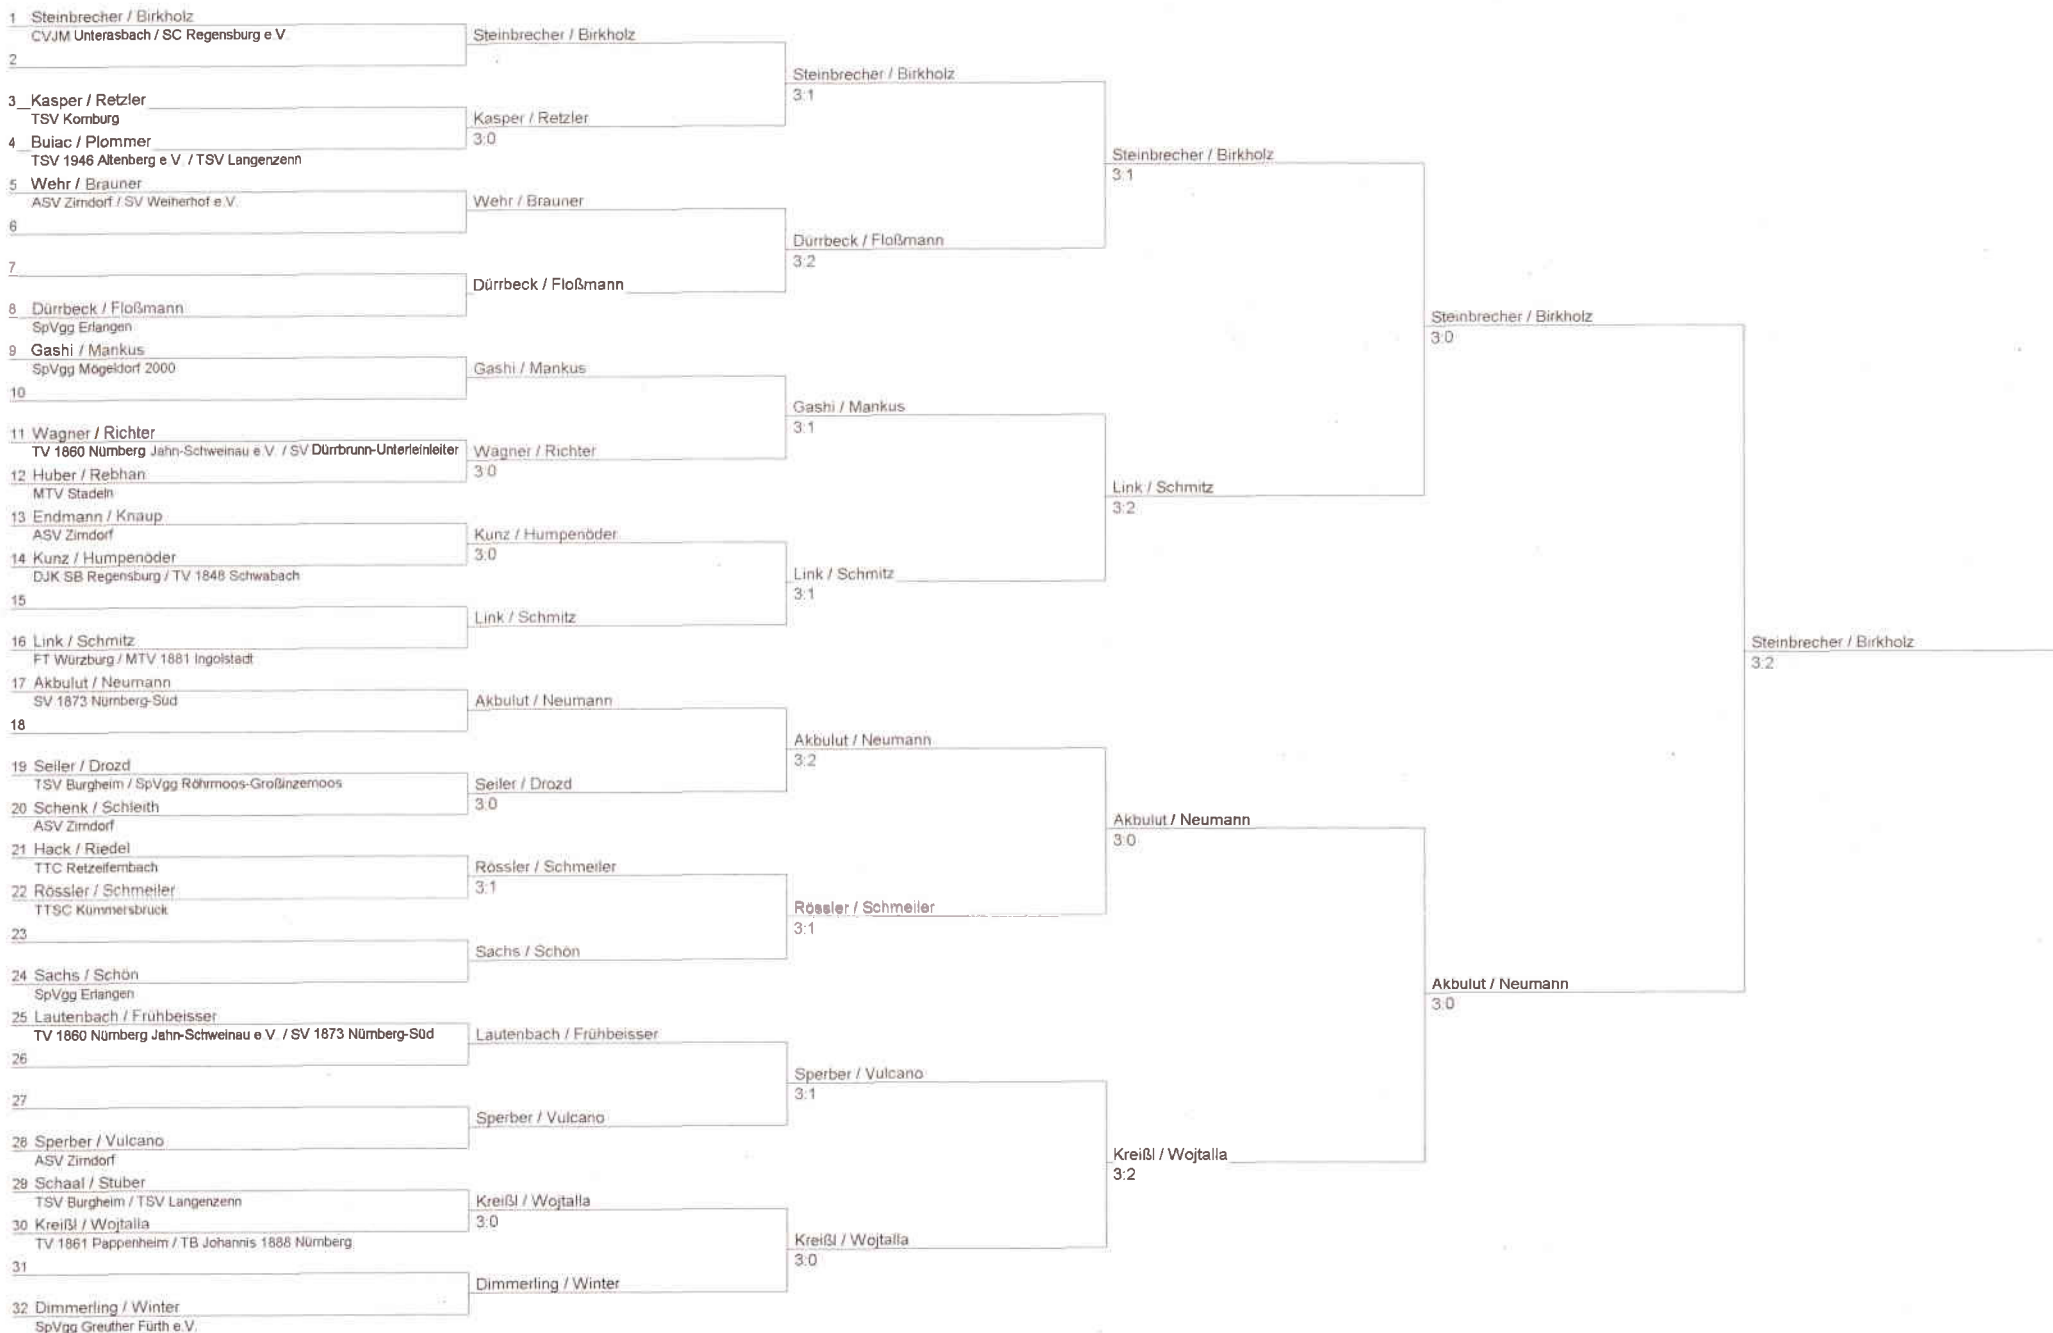 1 Steinbrecher / Birkholz
CVJM Unterasbach / SC Regensburg e.V.
2
3 Kasper / Retzler
TSV Kornburg
4 Buiac / Plommer
TSV 1946 Altenberg e.V. / TSV Langenzenn
5 Wehr / Brauner
ASV Zirndorf / SV Weiherhof e.V.
6
7
8 Dürrbeck / Floßmann
SpVgg Erlangen
9 Gashi / Mankus
SpVgg Mögeldorf 2000
10
11 Wagner / Richter
TV 1860 Nürnberg Jahn-Schweinau e.V. / SV Dürrbrunn-Unterleinleiter
12 Huber / Rebhan
MTV Stadeln
13 Endmann / Knaup
ASV Zirndorf
14 Kunz / Humpenöder
DJK SB Regensburg / TV 1848 Schwabach
15
16 Link / Schmitz
FT Würzburg / MTV 1881 Ingolstadt
17 Akbulut / Neumann
SV 1873 Nürnberg-Süd
18
19 Seiler / Drozd
TSV Burgheim / SpVgg Röhrmoos-Großinzemoos
20 Schenk / Schleith
ASV Zirndorf
21 Hack / Riedel
TTC Retzelfembach
22 Rössler / Schmeiler
TTSC Kümmersbruck
23
24 Sachs / Schön
SpVgg Erlangen
25 Lautenbach / Frühbeisser
TV 1860 Nürnberg Jahn-Schweinau e.V. / SV 1873 Nürnberg-Süd
26
27
28 Sperber / Vulcano
ASV Zirndorf
29 Schaal / Stuber
TSV Burgheim / TSV Langenzenn
30 Kreißl / Wojtalla
TV 1861 Pappenheim / TB Johannis 1888 Nürnberg
31
32 Dimmerling / Winter
SpVgg Greuther Fürth e.V.
Steinbrecher / Birkholz
Kasper / Retzler
3:0
Wehr / Brauner
Dürrbeck / Floßmann
Gashi / Mankus
Wagner / Richter
3:0
Kunz / Humpenöder
3:0
Link / Schmitz
Akbulut / Neumann
Seiler / Drozd
3:0
Rössler / Schmeiler
3:1
Sachs / Schön
Lautenbach / Frühbeisser
Sperber / Vulcano
Kreißl / Wojtalla
3:0
Dimmerling / Winter
Steinbrecher / Birkholz
3:1
Dürrbeck / Floßmann
3:2
Gashi / Mankus
3:1
Link / Schmitz
3:1
Akbulut / Neumann
3:2
Rössler / Schmeiler
3:1
Sperber / Vulcano
3:1
Kreißl / Wojtalla
3:0
Steinbrecher / Birkholz
3:1
Link / Schmitz
3:2
Akbulut / Neumann
3:0
Kreißl / Wojtalla
3:2
Steinbrecher / Birkholz
3:0
Akbulut / Neumann
3:0
Steinbrecher / Birkholz
3:2